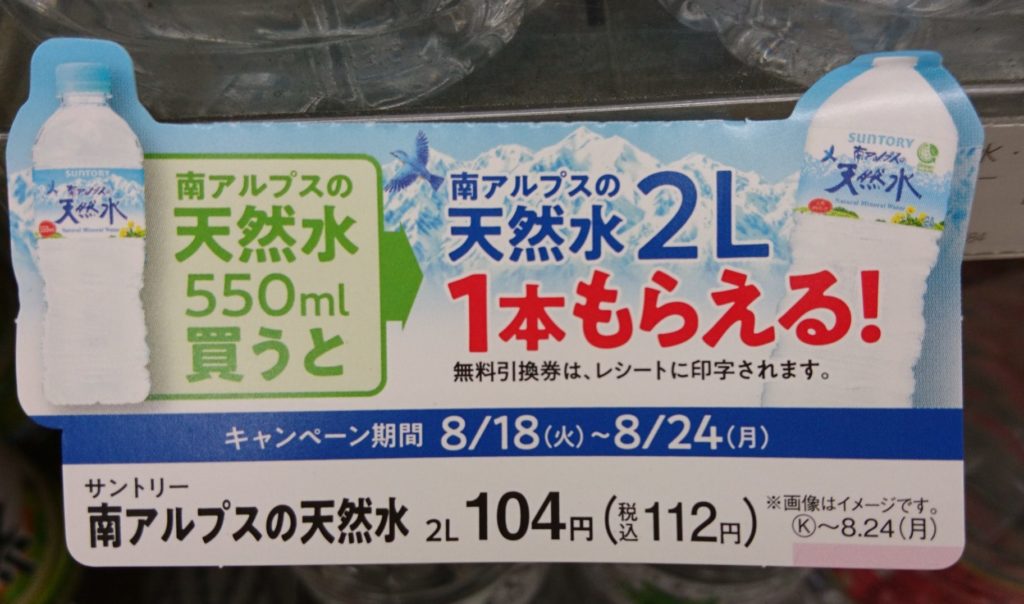 SUNTORY
南アルプスの
天然水
Natural Mineral Water
南アルプスの
天然水
550ml
買うと
南アルプスの
天然水 2L
1本もらえる!
無料引換券は、レシートに印字されます。
SUNTORY
南アルプスの
天然水
Natural Mineral Water
キャンペーン期間 8/18(火)~8/24(月)
サントリー
南アルプスの天然水 2L 104円(税込112円)
※画像はイメージです。
Ⓚ~8.24(月)